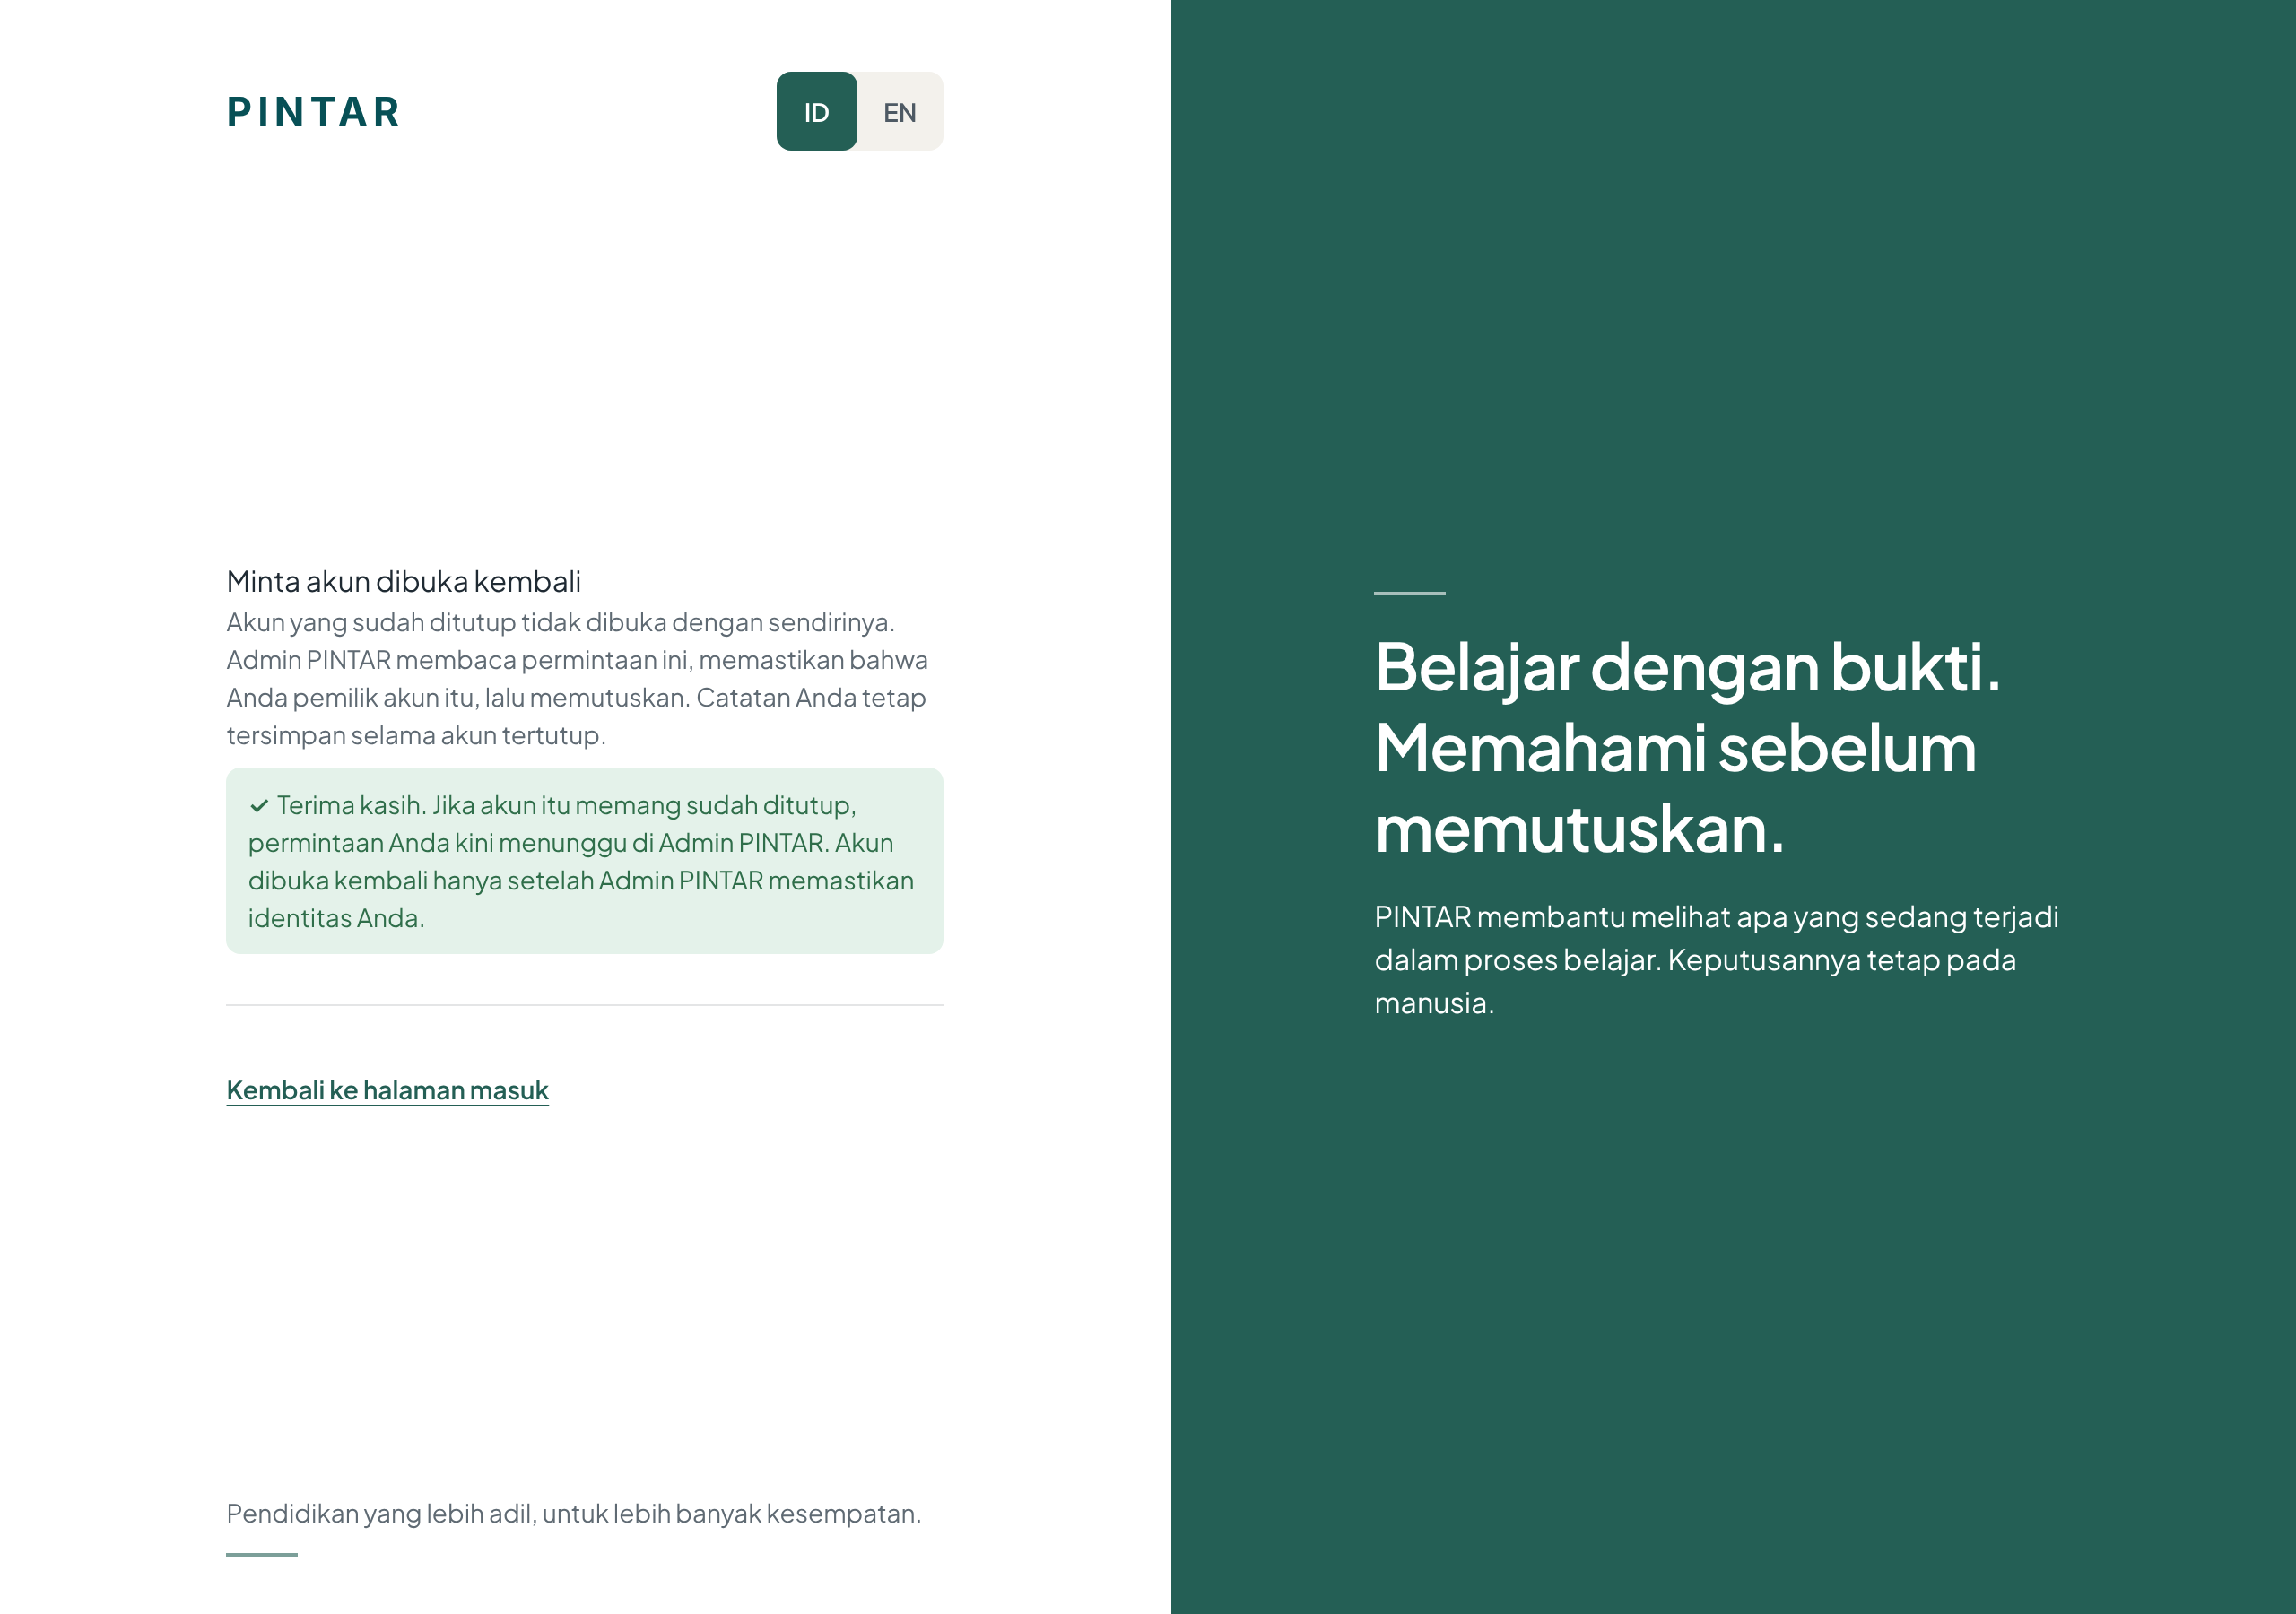 PINTAR
ID
EN
Minta akun dibuka kembali
Akun yang sudah ditutup tidak dibuka dengan sendirinya.
Admin PINTAR membaca permintaan ini, memastikan bahwa
Anda pemilik akun itu, lalu memutuskan. Catatan Anda tetap
tersimpan selama akun tertutup.
Terima kasih. Jika akun itu memang sudah ditutup,
permintaan Anda kini menunggu di Admin PINTAR. Akun
dibuka kembali hanya setelah Admin PINTAR memastikan
identitas Anda.
Kembali ke halaman masuk
Pendidikan yang lebih adil, untuk lebih banyak kesempatan.
Belajar dengan bukti.
Memahami sebelum
memutuskan.
PINTAR membantu melihat apa yang sedang terjadi
dalam proses belajar. Keputusannya tetap pada
manusia.